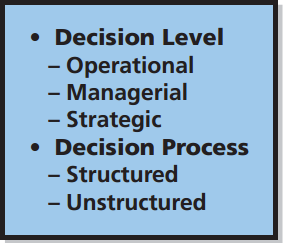 • Decision Level
– Operational
– Managerial
– Strategic
• Decision Process
– Structured
– Unstructured